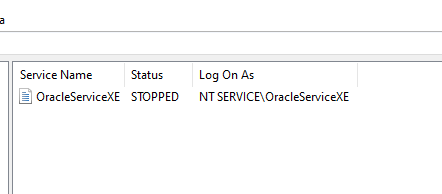 a
Service Name Status Log On As
OracleServiceXE STOPPED NT SERVICE\OracleServiceXE